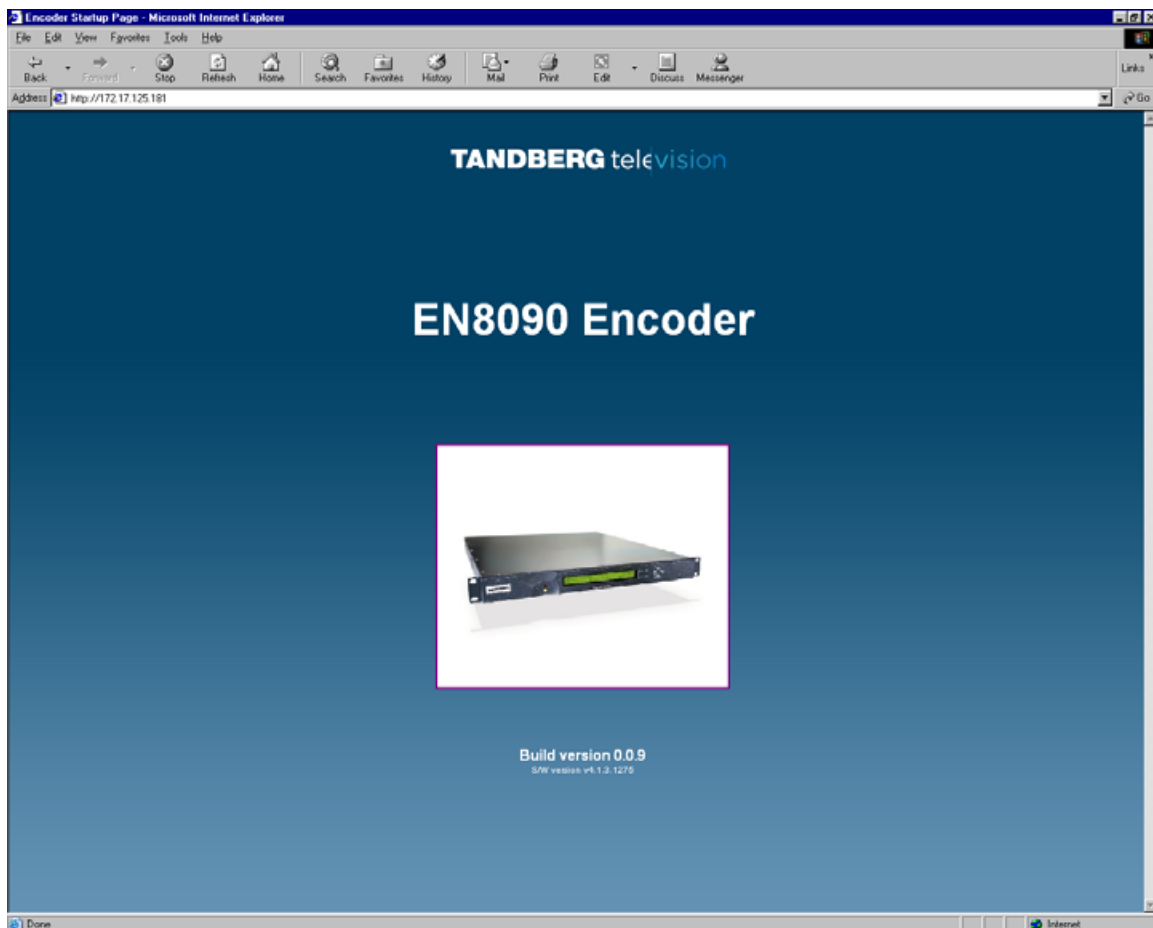 Encoder Startup Page - Microsoft Internet Explorer
File Edit View Favorites Tools Help
Back Forward Stop Refresh Home Search Favorites History Mail Print Edit Discuss Messenger Links
Address http://172.17.125.181 Go
TANDBERG television
EN8090 Encoder
Build version 0.0.9
S/W version v4.1.3.1275
Done Internet